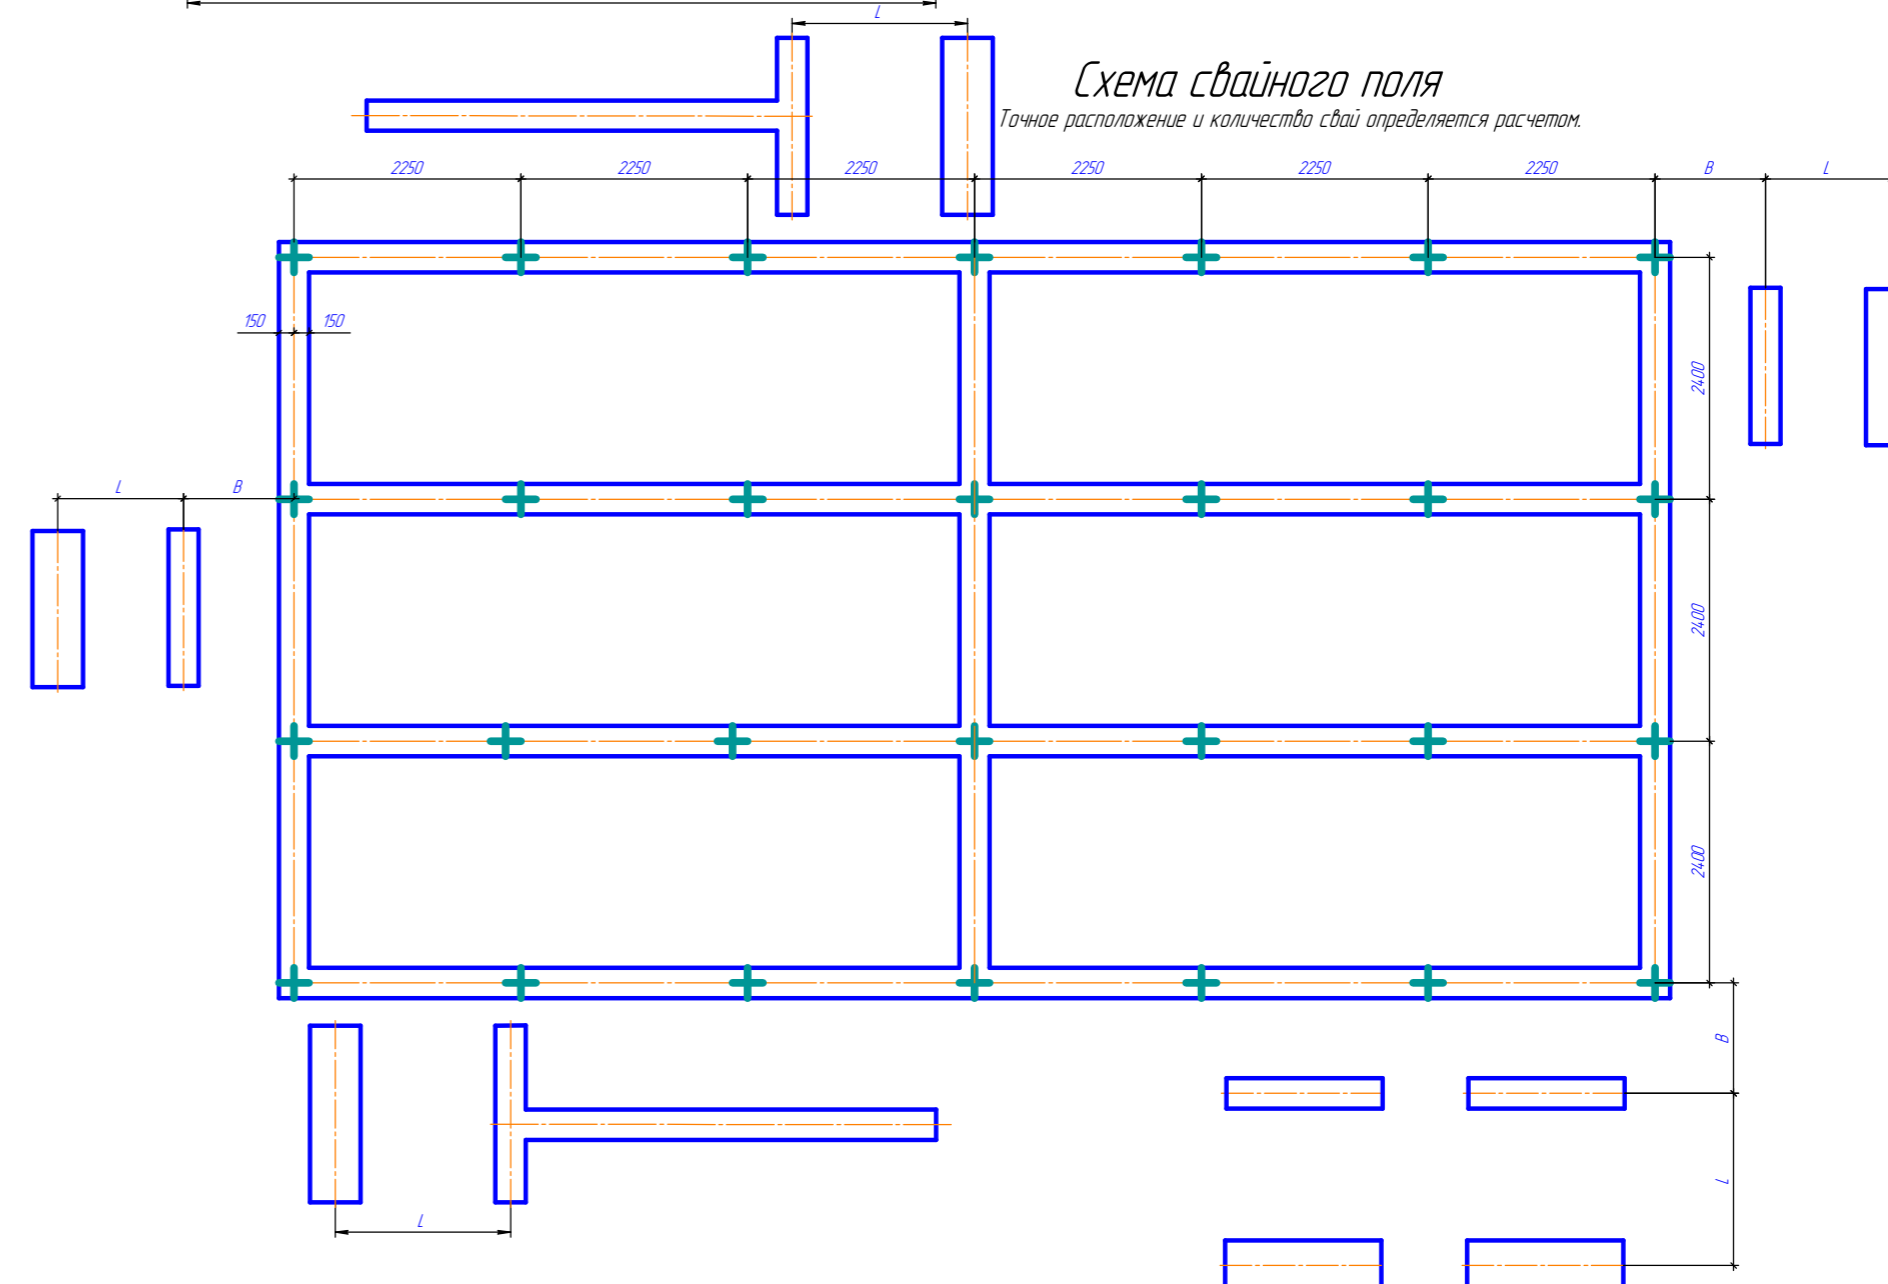 L
Схема свайного поля
Точное расположение и количество свай определяется расчетом.
2250 2250 2250 2250 2250 2250 B L
150 150
2400
L B
2400
2400
B
L
L